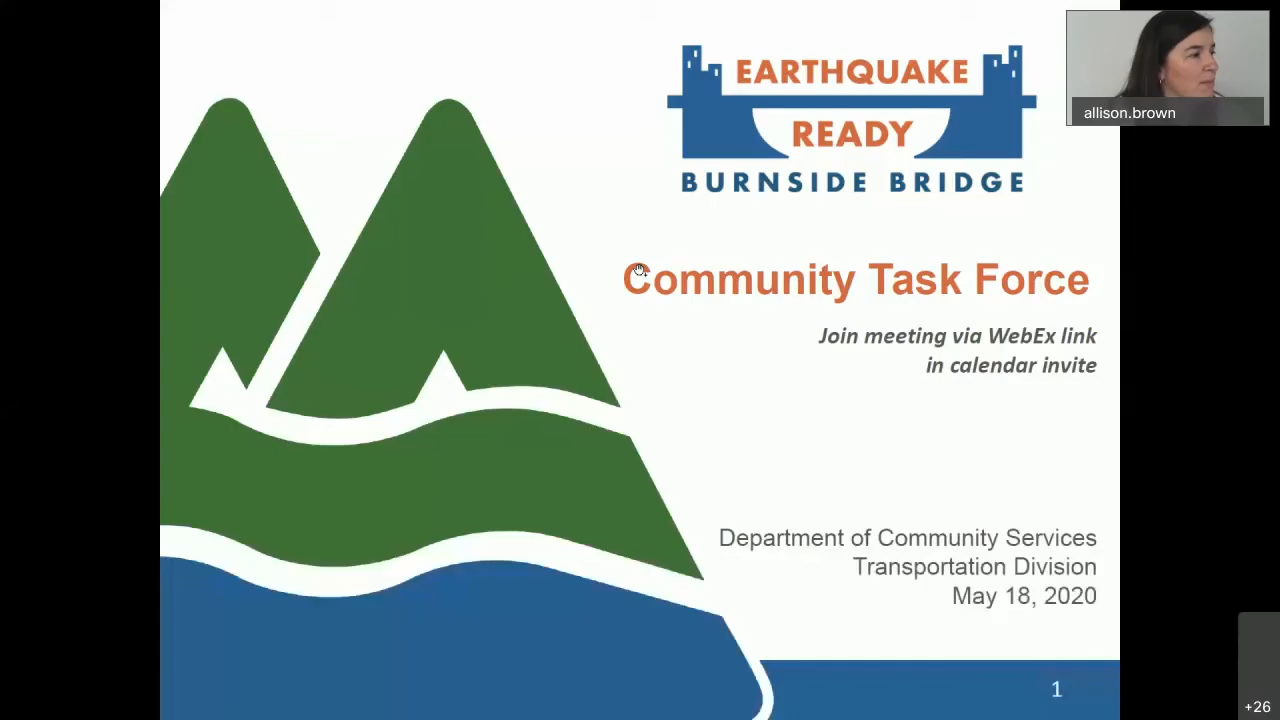 EARTHQUAKE
READY
BURNSIDE BRIDGE
allison.brown
Community Task Force
Join meeting via WebEx link
in calendar invite
Department of Community Services
Transportation Division
May 18, 2020
1
+26